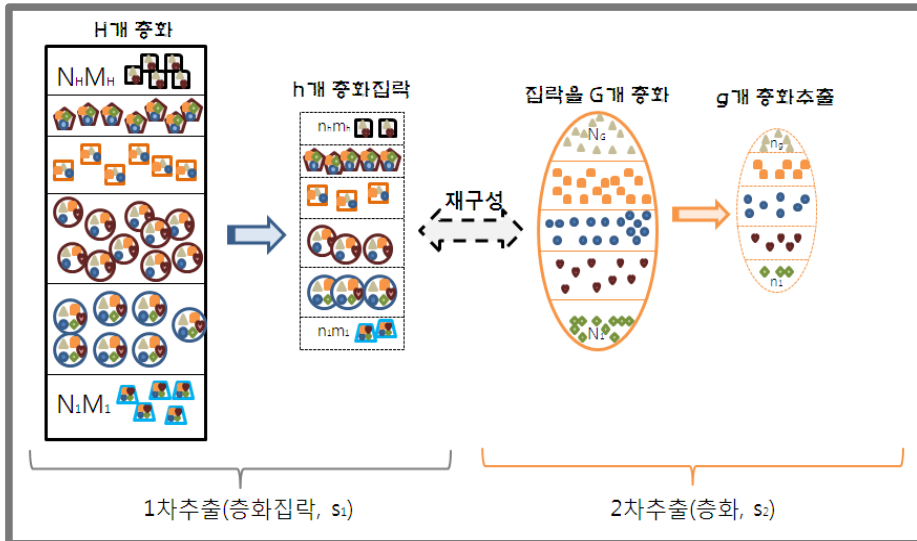 H개 층화
NHMH
N1M1
h개 층화집락
nhmh
n1m1
재구성
집락을 G개 층화
NG
N1
g개 층화추출
ng
n1
1차추출(층화집락, s1)
2차추출(층화, s2)